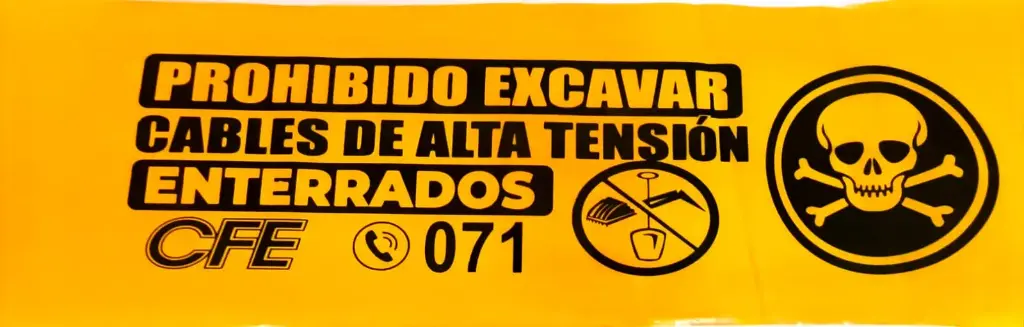 PROHIBIDO EXCAVAR
CABLES DE ALTA TENSIÓN
ENTERRADOS
CFE 071